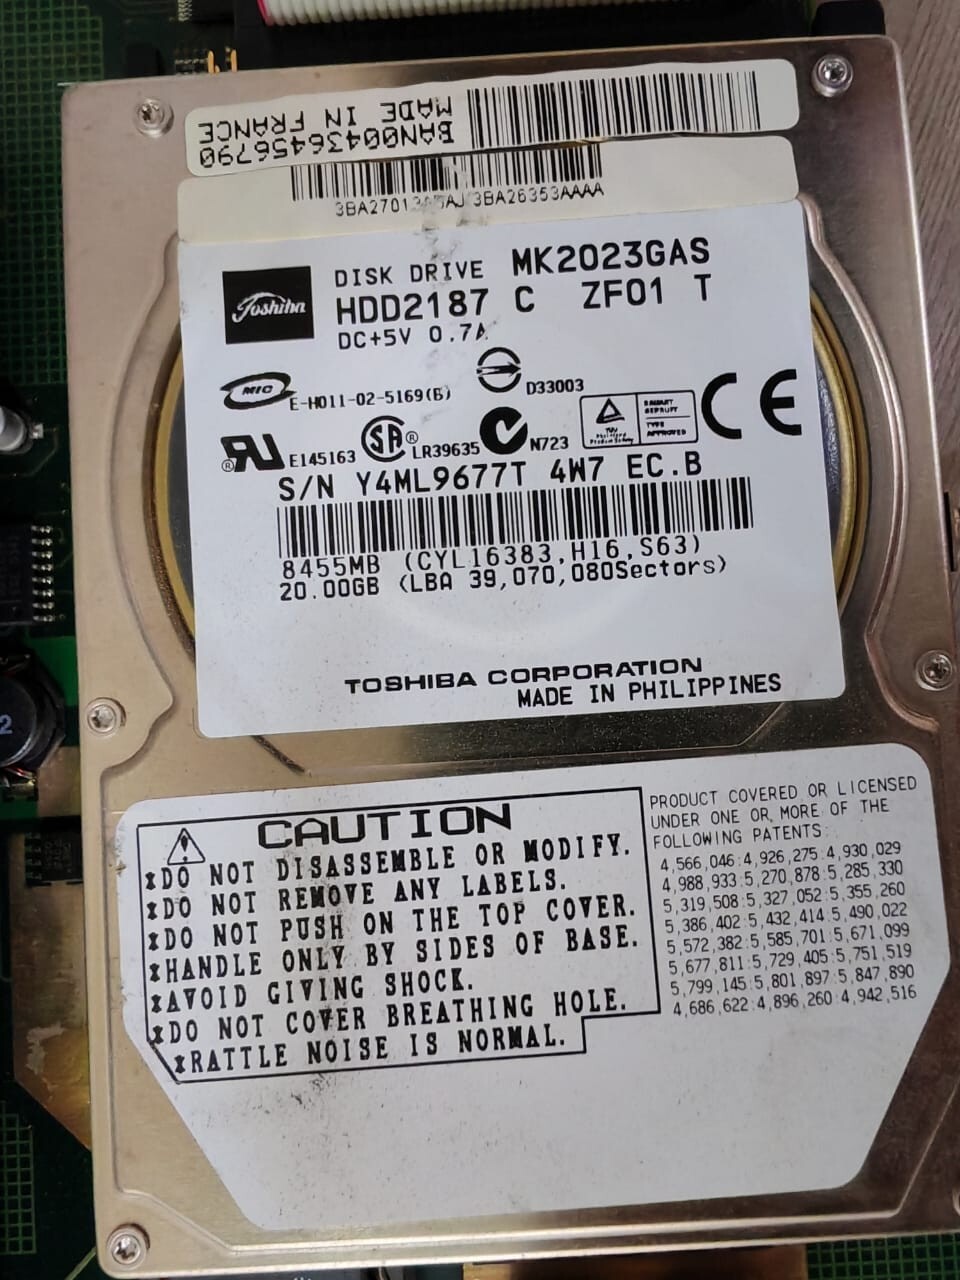 MADE IN FRANCE
BAN00436456790
3BA26353AAAA
Toshiba
DISK DRIVE MK2023GAS
HDD2187 C ZF01 T
DC+5V 0.7A
MIC
E-H011-02-5169(B)
D33003
E145163
LR39635
N723
TYPE
APPROVED
CE
S/N Y4ML9677T 4W7 EC.B
8455MB (CYL16383,H16,S63)
20.00GB (LBA 39,070,080Sectors)
TOSHIBA CORPORATION
MADE IN PHILIPPINES
CAUTION
*DO NOT DISASSEMBLE OR MODIFY.
*DO NOT REMOVE ANY LABELS.
*DO NOT PUSH ON THE TOP COVER.
*HANDLE ONLY BY SIDES OF BASE.
*AVOID GIVING SHOCK.
*DO NOT COVER BREATHING HOLE.
*RATTLE NOISE IS NORMAL.
PRODUCT COVERED OR LICENSED
UNDER ONE OR MORE OF THE
FOLLOWING PATENTS:
4,566,046:4,926,275:4,930,029
4,988,933:5,270,878:5,285,330
5,319,508:5,327,052:5,355,260
5,386,402:5,432,414:5,490,022
5,572,382:5,585,701:5,671,099
5,677,811:5,729,405:5,751,519
5,799,145:5,801,897:5,847,890
4,686,622:4,896,260:4,942,516